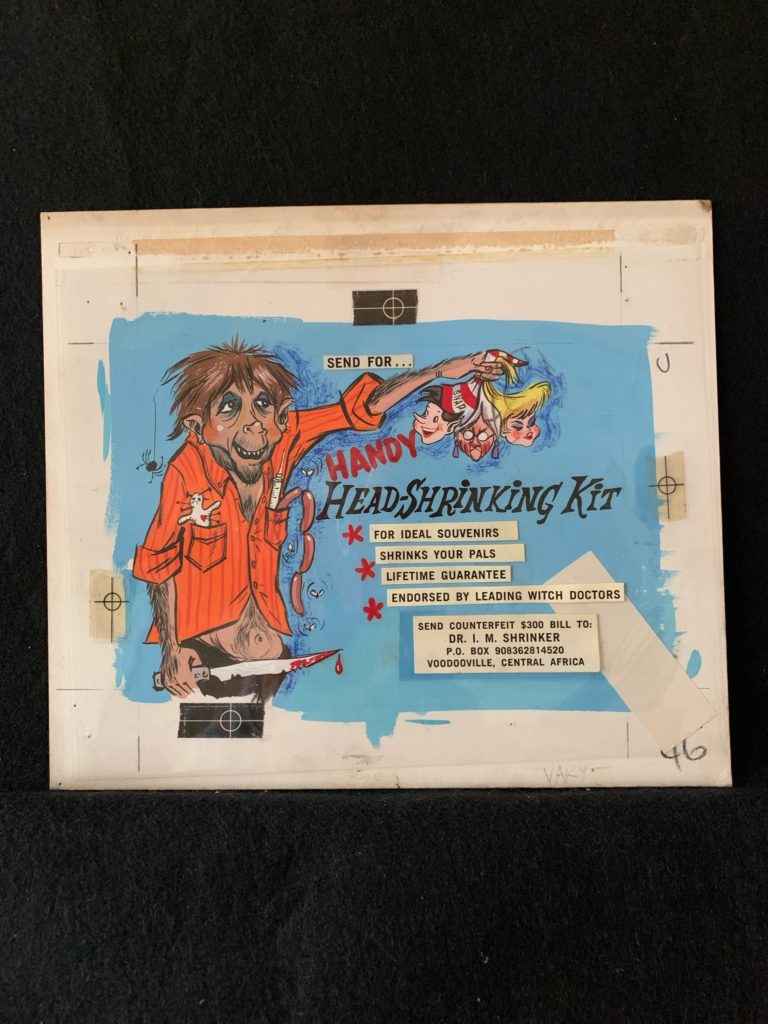 SEND FOR...
SNAP
HANDY
HEAD-SHRINKING KIT
* FOR IDEAL SOUVENIRS
SHRINKS YOUR PALS
* LIFETIME GUARANTEE
* ENDORSED BY LEADING WITCH DOCTORS
SEND COUNTERFEIT $300 BILL TO:
DR. I. M. SHRINKER
P.O. BOX 908362814520
VOODOOVILLE, CENTRAL AFRICA
U
46